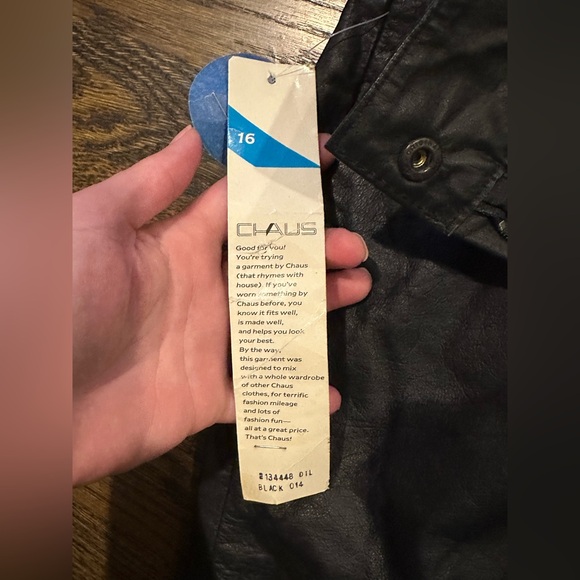 16
CHAUS
Good for you!
You're trying
a garment by Chaus
(that rhymes with
house). If you've
worn something by
Chaus before, you
know it fits well,
is made well,
and helps you look
your best.
By the way,
this garment was
designed to mix
with a whole wardrobe
of other Chaus
clothes, for terrific
fashion mileage
and lots of
fashion fun—
all at a great price.
That's Chaus!
#134448 OIL
BLACK 014